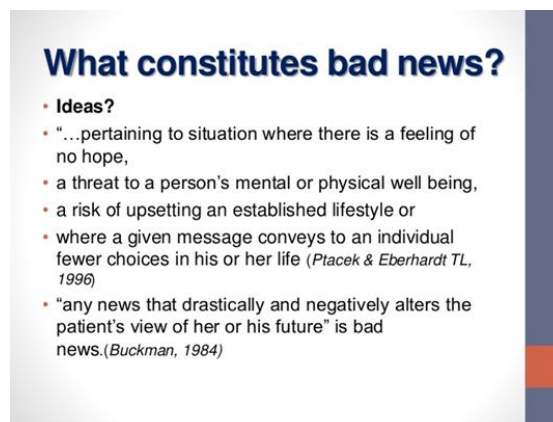 What constitutes bad news?
• Ideas?
• “…pertaining to situation where there is a feeling of
no hope,
• a threat to a person’s mental or physical well being,
• a risk of upsetting an established lifestyle or
• where a given message conveys to an individual
fewer choices in his or her life (Ptacek & Eberhardt TL,
1996)
• “any news that drastically and negatively alters the
patient’s view of her or his future” is bad
news.(Buckman, 1984)